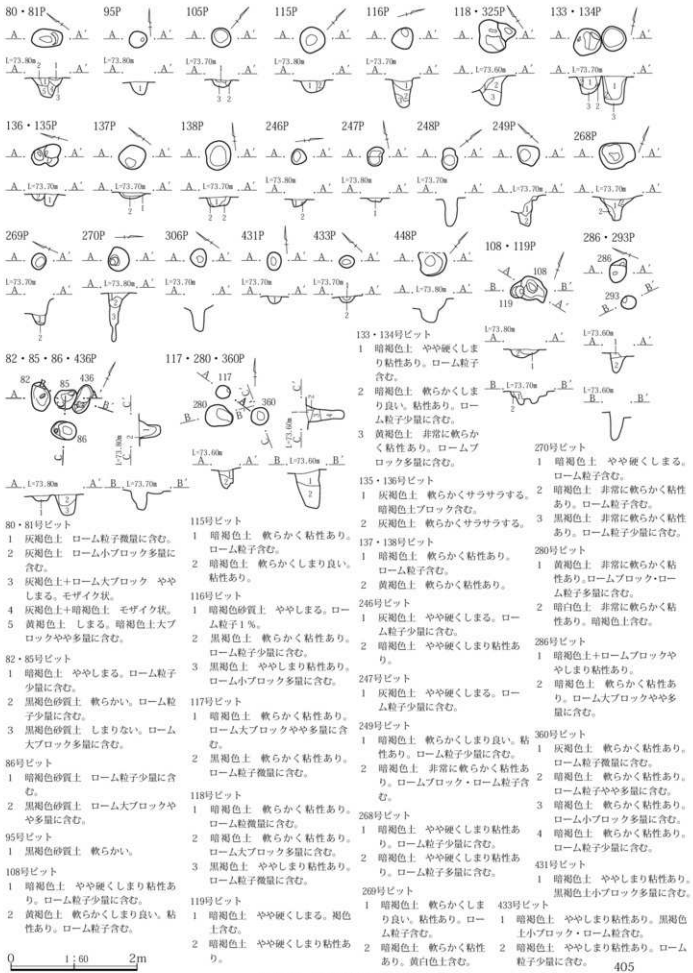 80・81P
95P
105P
115P
116P
118・325P
133・134P
A A′ A A′ A A′ A A′ A A′ A A′ A A′
L=73.80m L=73.80m L=73.70m L=73.60m L=73.70m
136・135P
137P
138P
246P
247P
248P
249P
268P
A A′ A A′ A A′ A A′ A A′ A A′ A A′ A A′
L=73.70m L=73.70m L=73.70m L=73.80m L=73.80m L=73.70m L=73.70m L=73.70m
269P
270P
306P
431P
433P
448P
108・119P
286・293P
L=73.70m L=73.80m L=73.70m L=73.70m L=73.70m L=73.80m
108
119
L=73.80m
L=73.70m
286
293
L=73.60m
L=73.60m
82・85・86・436P
82 85 436
86
L=73.80m
L=73.80m
117・280・360P
117
280
360
L=73.60m
L=73.60m L=73.60m
80・81号ピット
1 灰褐色土 ローム粒子微量に含む。
2 灰褐色土 ローム小ブロック多量に
含む。
3 灰褐色土+ローム大ブロック やや
しまる。モザイク状。
4 灰褐色土+暗褐色土 モザイク状。
5 黄褐色土 しまる。暗褐色土大ブ
ロックやや多量に含む。
82・85号ピット
1 暗褐色土 ややしまる。ローム粒子
少量に含む。
2 黒褐色砂質土 軟らかい。ローム粒
子少量に含む。
3 黒褐色砂質土 しまりない。ローム
大ブロック多量に含む。
86号ピット
1 暗褐色砂質土 ローム粒子少量に含
む。
2 黒褐色砂質土 ローム大ブロックや
や多量に含む。
95号ピット
1 黒褐色砂質土 軟らかい。
108号ピット
1 暗褐色土 やや硬くしまり粘性あ
り。ローム粒子少量に含む。
2 黄褐色土 軟らかくしまり良い。粘
性あり。ローム粒子含む。
0 1:60 2m
115号ピット
1 暗褐色土 軟らかく粘性あり。
ローム粒子含む。
2 暗褐色土 軟らかくしまり良い。
粘性あり。
116号ピット
1 暗褐色砂質土 ややしまる。ロー
ム粒子1%。
2 黒褐色土 軟らかく粘性あり。
ローム粒子少量に含む。
3 黒褐色土 ややしまり粘性あり。
ローム小ブロック多量に含む。
117号ピット
1 暗褐色土 軟らかく粘性あり。
ローム大ブロックやや多量に含
む。
2 黒褐色土 軟らかく粘性あり。
ローム粒子微量に含む。
118号ピット
1 暗褐色土 軟らかく粘性あり。
ローム粒微量に含む。
2 暗褐色土 軟らかく粘性あり。
ローム大ブロック多量に含む。
3 黒褐色土 ややしまり粘性あり。
ローム粒子微量に含む。
119号ピット
1 暗褐色土 やや硬くしまる。褐色
土含む。
2 暗褐色土 やや硬くしまり粘性あ
り。
133・134号ピット
1 暗褐色土 やや硬くしま
り粘性あり。ローム粒子
含む。
2 暗褐色土 軟らかくしま
り良い。粘性あり。ロー
ム粒子少量に含む。
3 黄褐色土 非常に軟らか
く粘性あり。ロームブ
ロック多量に含む。
135・136号ピット
1 灰褐色土 軟らかくサラサラする。
暗褐色土ブロック含む。
2 灰褐色土 軟らかくサラサラする。
137・138号ピット
1 暗褐色土 軟らかく粘性あり。
ローム粒子含む。
2 黄褐色土 軟らかく粘性あり。
246号ピット
1 灰褐色土 やや硬くしまる。ロー
ム粒子少量に含む。
2 暗褐色土 やや硬くしまり粘性あ
り。
247号ピット
1 灰褐色土 やや硬くしまる。ロー
ム粒子少量に含む。
249号ピット
1 暗褐色土 軟らかくしまり良い。粘
性あり。ローム粒子少量に含む。
2 暗褐色土 非常に軟らかく粘性あ
り。ロームブロック・ローム粒子含
む。
268号ピット
1 暗褐色土 やや硬くしまり粘性あ
り。ローム粒子少量に含む。
2 暗褐色土 やや硬くしまり粘性あ
り。ローム粒子多量に含む。
269号ピット
1 暗褐色土 軟らかくしま
り良い。粘性あり。ロー
ム粒子含む。
2 暗褐色土 軟らかく粘性
あり。黄白色土含む。
270号ピット
1 暗褐色土 やや硬くしまる。
ローム粒子含む。
2 暗褐色土 非常に軟らかく粘性
あり。ローム粒子含む。
3 黒褐色土 非常に軟らかく粘性
あり。ローム粒子少量に含む。
280号ピット
1 黄褐色土 非常に軟らかく粘
性あり。ロームブロック・ロー
ム粒子多量に含む。
2 暗白色土 非常に軟らかく粘
性あり。暗褐色土含む。
286号ピット
1 暗褐色土+ロームブロックや
やしまり粘性あり。
2 暗褐色土 軟らかく粘性あ
り。ローム大ブロックやや多
量に含む。
360号ピット
1 灰褐色土 軟らかく粘性あり。
ローム粒子微量に含む。
2 暗褐色土 軟らかく粘性あり。
ローム粒子やや多量に含む。
3 暗褐色土 軟らかく粘性あり。
ローム小ブロック多量に含む。
4 暗褐色土 軟らかく粘性あり。
ローム粒子少量に含む。
431号ピット
1 暗褐色土 ややしまり粘性あり。
黒褐色土小ブロック多量に含む。
433号ピット
1 暗褐色土 ややしまり粘性あり。黒褐色
土小ブロック・ローム粒含む。
2 暗褐色土 ややしまり粘性あり。ローム
粒子少量に含む。
405